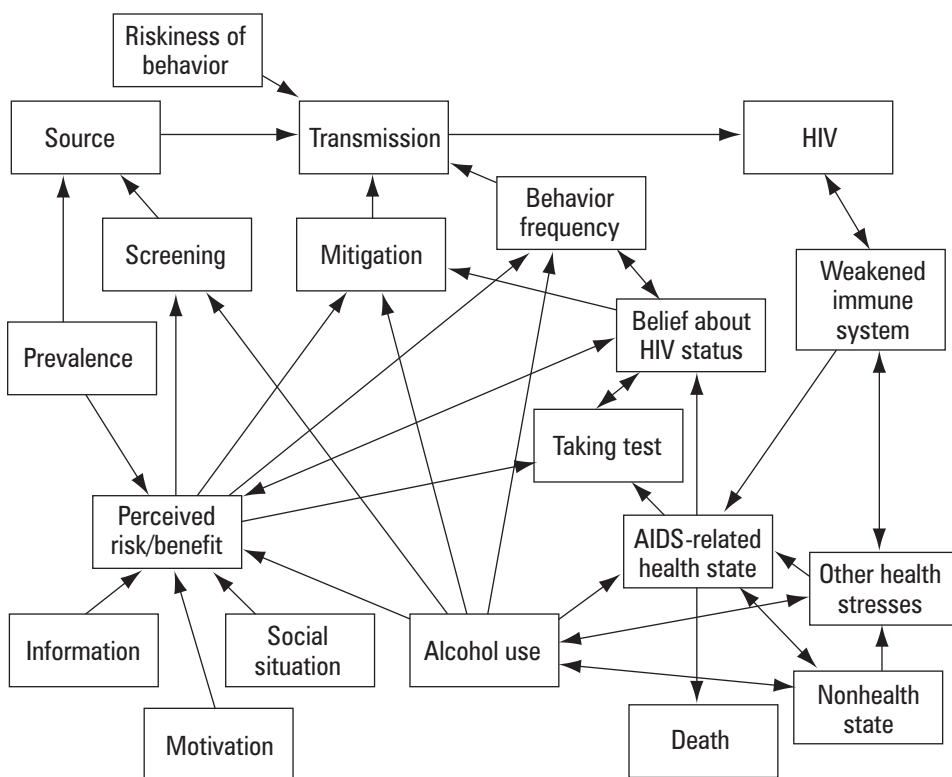 Riskiness of
behavior
Source
Transmission
HIV
Behavior
frequency
Screening
Mitigation
Weakened
immune
system
Belief about
HIV status
Prevalence
Taking test
Perceived
risk/benefit
AIDS-related
health state
Other health
stresses
Information
Social
situation
Alcohol use
Nonhealth
state
Motivation
Death